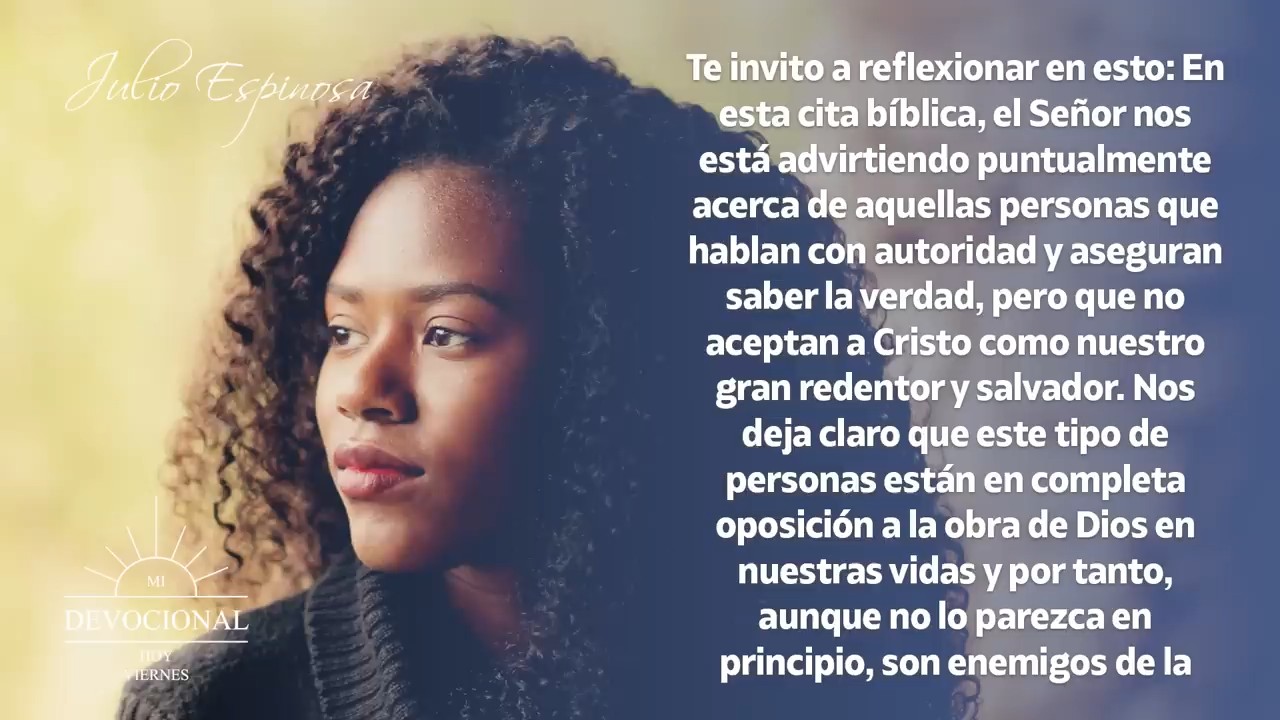 Julio Espinosa
Te invito a reflexionar en esto: En
esta cita bíblica, el Señor nos
está advirtiendo puntualmente
acerca de aquellas personas que
hablan con autoridad y aseguran
saber la verdad, pero que no
aceptan a Cristo como nuestro
gran redentor y salvador. Nos
deja claro que este tipo de
personas están en completa
oposición a la obra de Dios en
nuestras vidas y por tanto,
aunque no lo parezca en
principio, son enemigos de la
MI
DEVOCIONAL
HOY
VIERNES